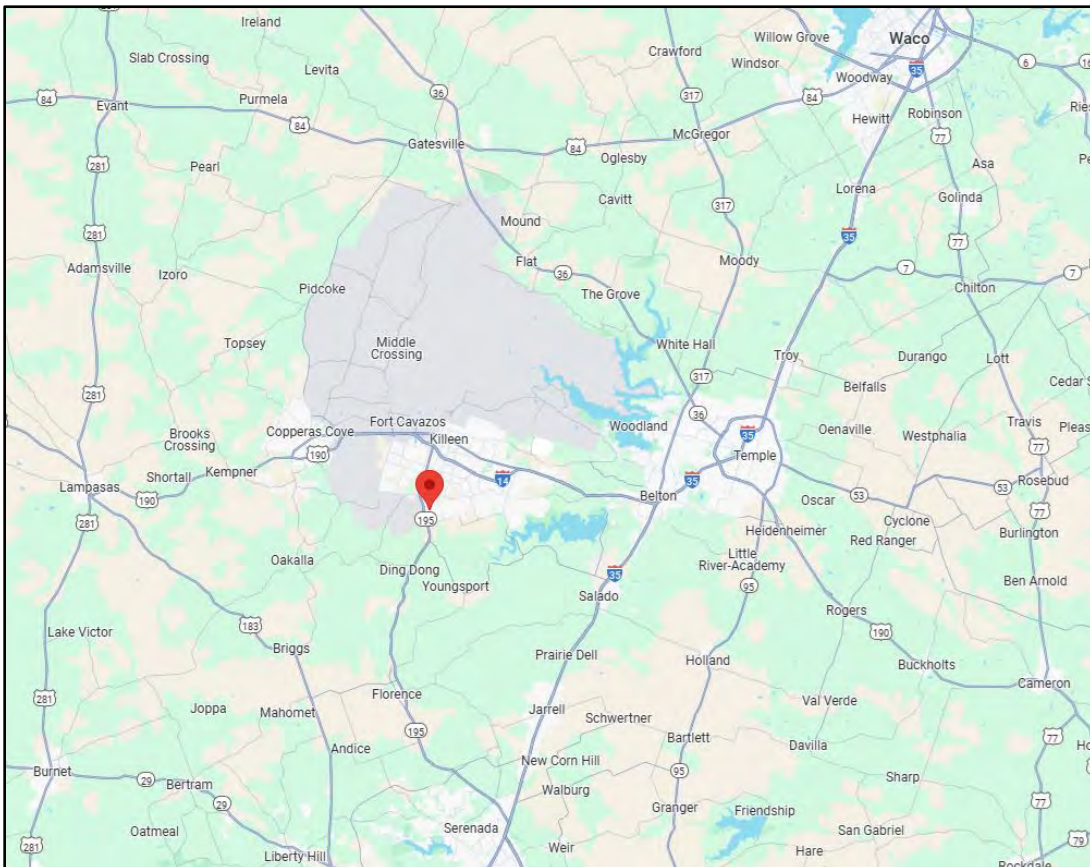 Ireland
Slab Crossing
Levita
36
Crawford
Willow Grove
Windsor
Waco
Woodway
35
6
317
84
Evant
Purmela
84
84
McGregor
Hewitt
Robinson
77
Gatesville
84
Oglesby
Asa
281
Pearl
Cavitt
Lorena
Golinda
317
Mound
77
281
35
Flat
36
Moody
7
7
Adamsville
Izoro
Pidcoke
The Grove
Chilton
Topsey
Middle
Crossing
White Hall
Troy
Durango
Lott
317
Belfalls
Cedar S
281
36
Fort Cavazos
Killeen
Woodland
35
Oenaville
Westphalia
Travis
Copperas Cove
Brooks
Crossing
190
Temple
77
Pleas
Shortall
Kempner
14
35
Lampasas
190
Belton
Oscar
53
53
Rosebud
281
195
Cyclone
77
Heidenheimer
Red Ranger
Burlington
Oakalla
Ding Dong
Youngsport
Little
River-Academy
35
95
Ben Arnold
Salado
183
Rogers
Lake Victor
Briggs
190
Prairie Dell
Holland
Buckholts
Cameron
281
Florence
Joppa
Mahomet
Jarrell
Val Verde
Schwertner
195
Andice
Bartlett
Davilla
77
New Corn Hill
Burnet
29
95
Bertram
Walburg
Sharp
29
Granger
Friendship
Oatmeal
Serenada
San Gabriel
281
Liberty Hill
Weir
Hare
79
Rockdale